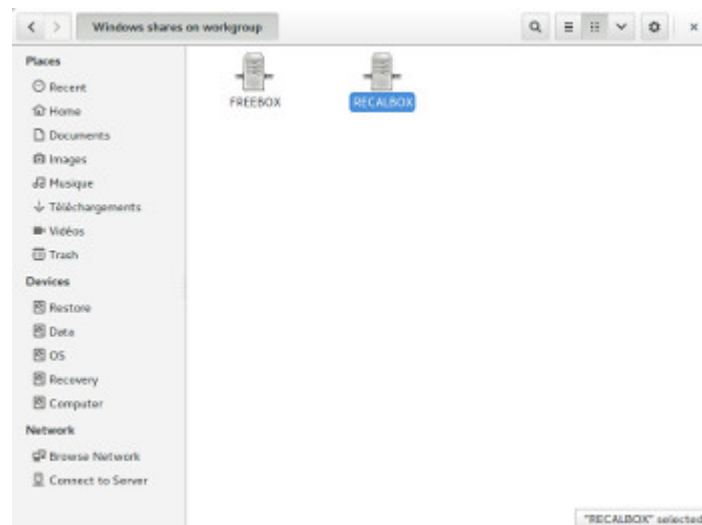 Windows shares on workgroup
Places
Recent
Home
Documents
Images
Musique
Téléchargements
Vidéos
Trash
Devices
Restore
Data
OS
Recovery
Computer
Network
Browse Network
Connect to Server
FREEBOX
RECALBOX
"RECALBOX" selected